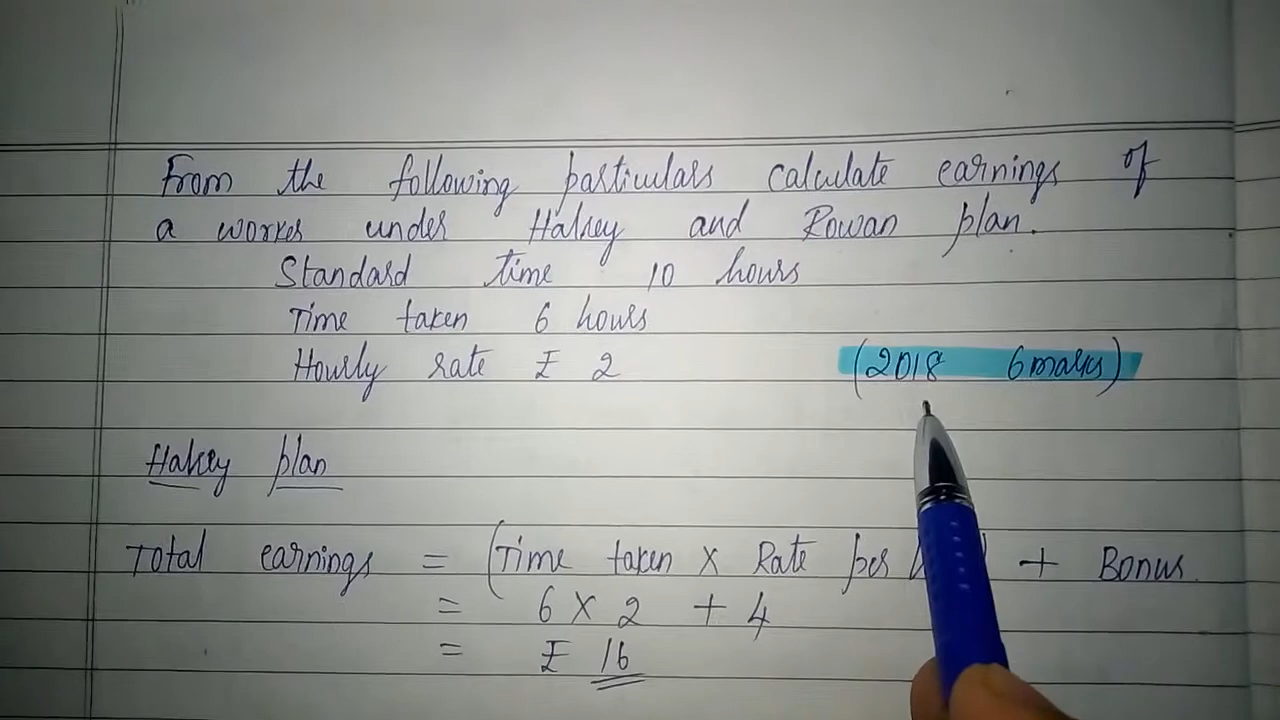 From the following particulars calculate earnings of
a worker under Halsey and Rowan plan.
Standard time 10 hours
Time taken 6 hours
Hourly rate ₹ 2 (2018 6 marks)
Halsey plan
Total earnings = (Time taken X Rate per + Bonus
= 6 X 2 + 4
= ₹ 16